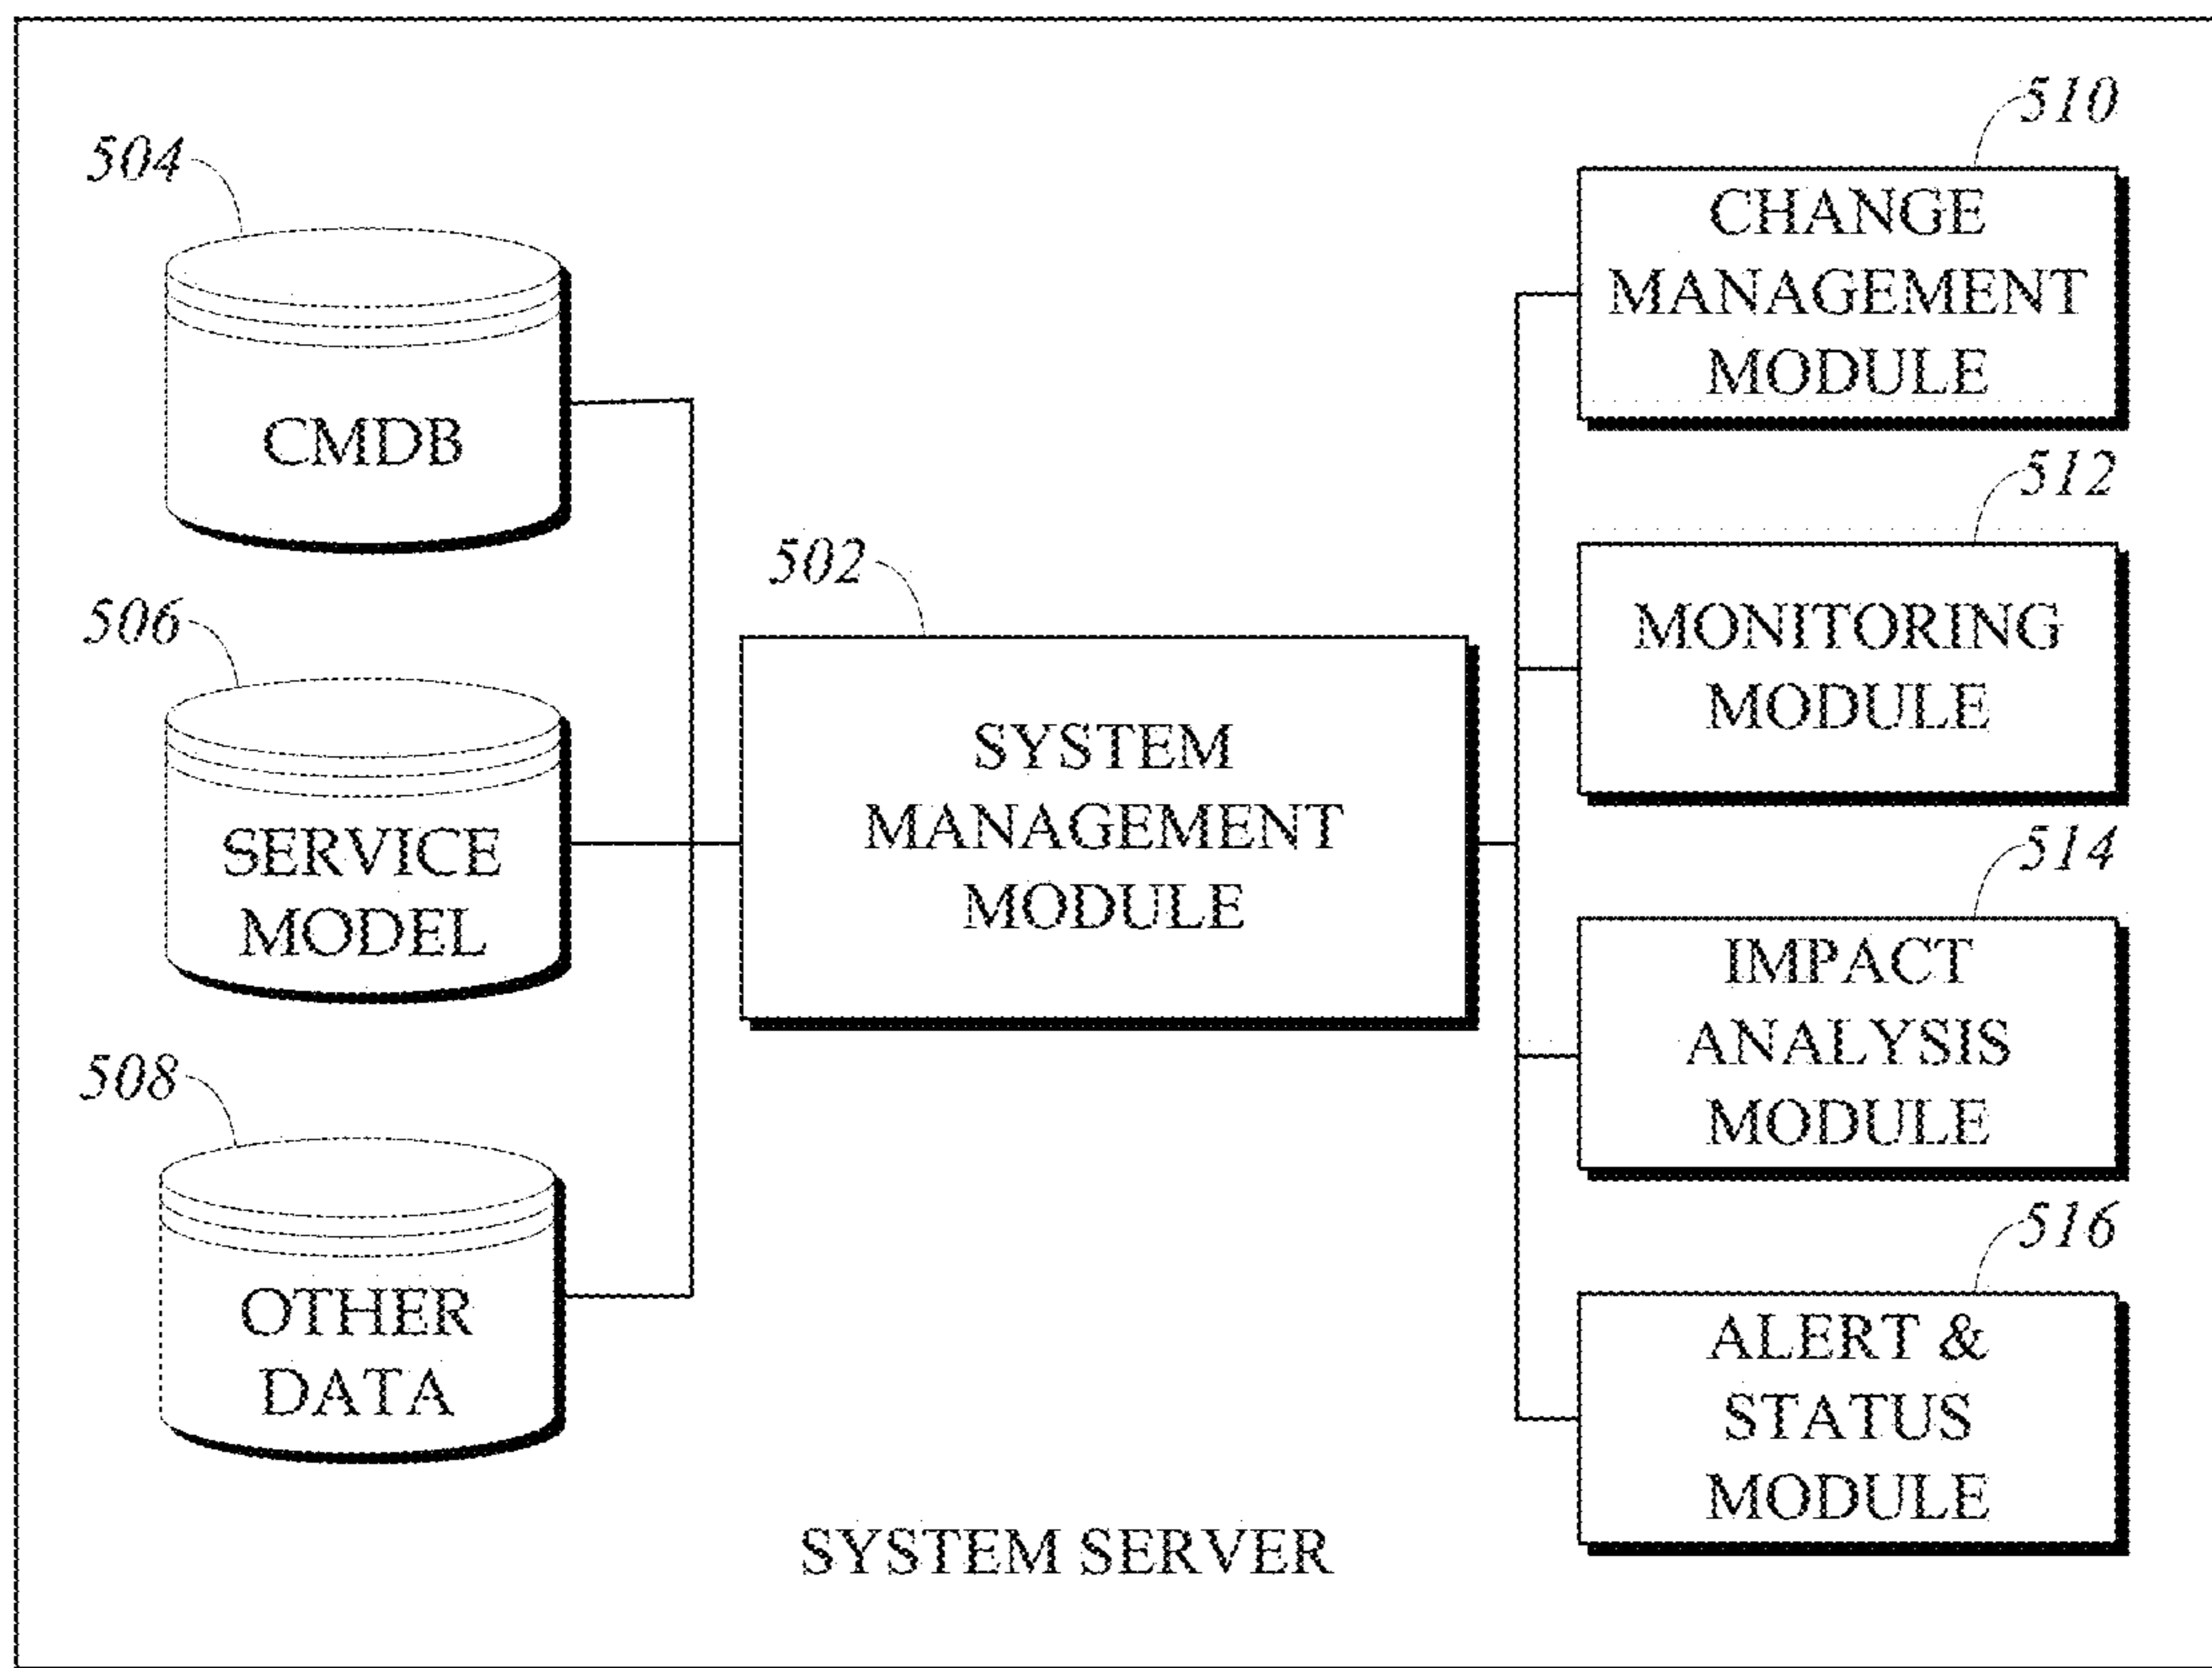 504
CMDB
506
SERVICE
MODEL
508
OTHER
DATA
502
SYSTEM
MANAGEMENT
MODULE
510
CHANGE
MANAGEMENT
MODULE
512
MONITORING
MODULE
514
IMPACT
ANALYSIS
MODULE
516
ALERT &
STATUS
MODULE
SYSTEM SERVER